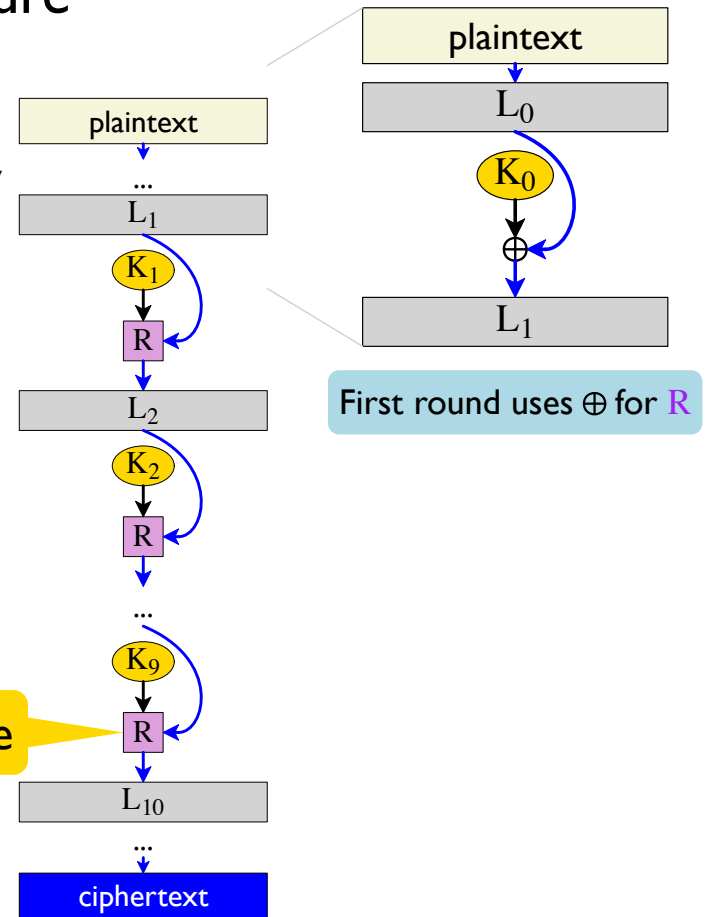 plaintext
...
L₁
K₁
R
L₂
K₂
R
...
K₉
R
L₁₀
...
ciphertext
plaintext
L₀
K₀
⊕
L₁
First round uses ⊕ for R